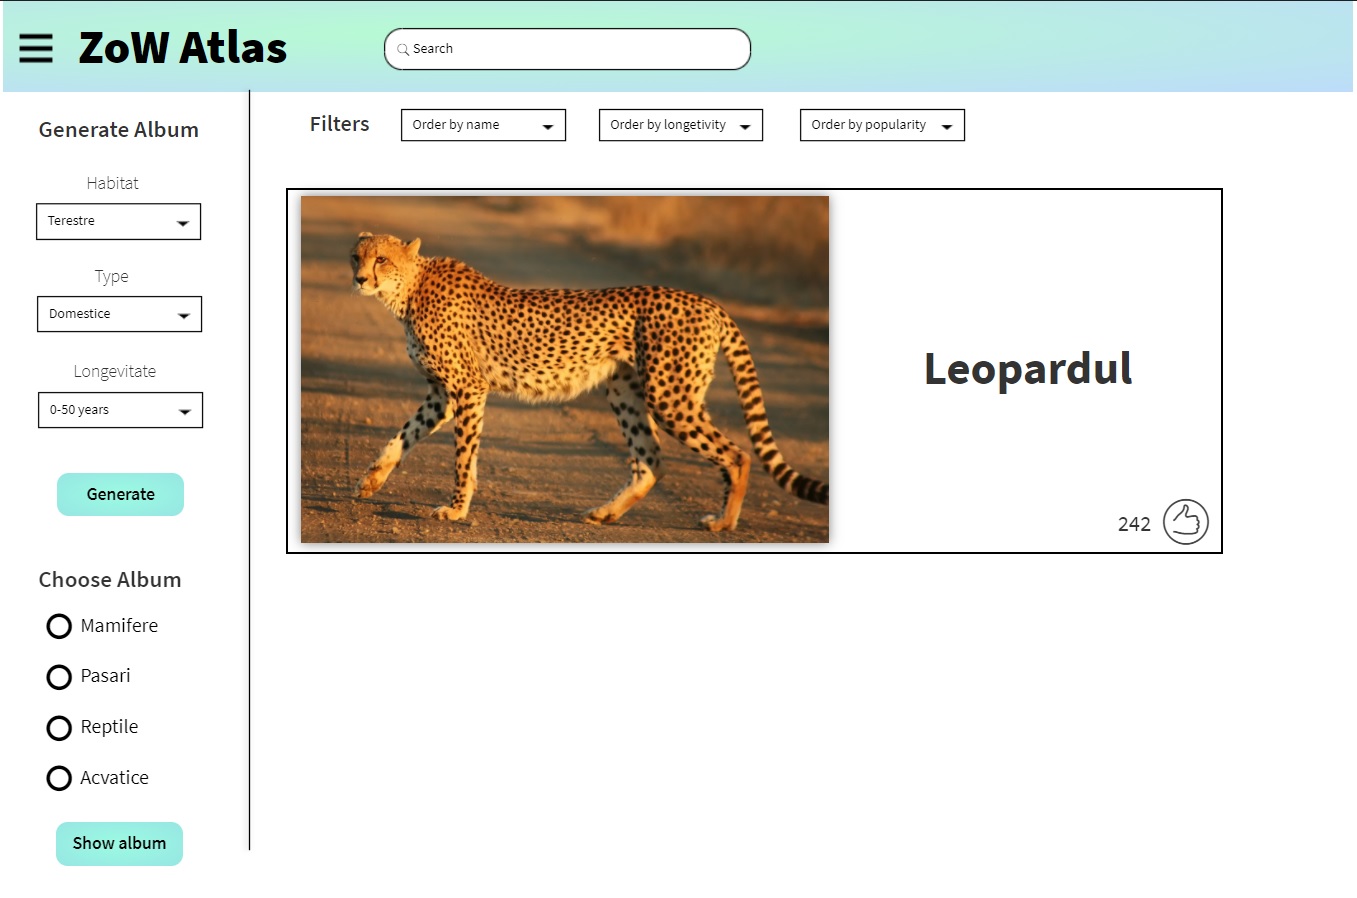 ZoW Atlas
Search
Generate Album
Habitat
Terestre
Type
Domestice
Longevitate
0-50 years
Generate
Choose Album
Mamifere
Pasari
Reptile
Acvatice
Show album
Filters
Order by name
Order by longetivity
Order by popularity
Leopardul
242